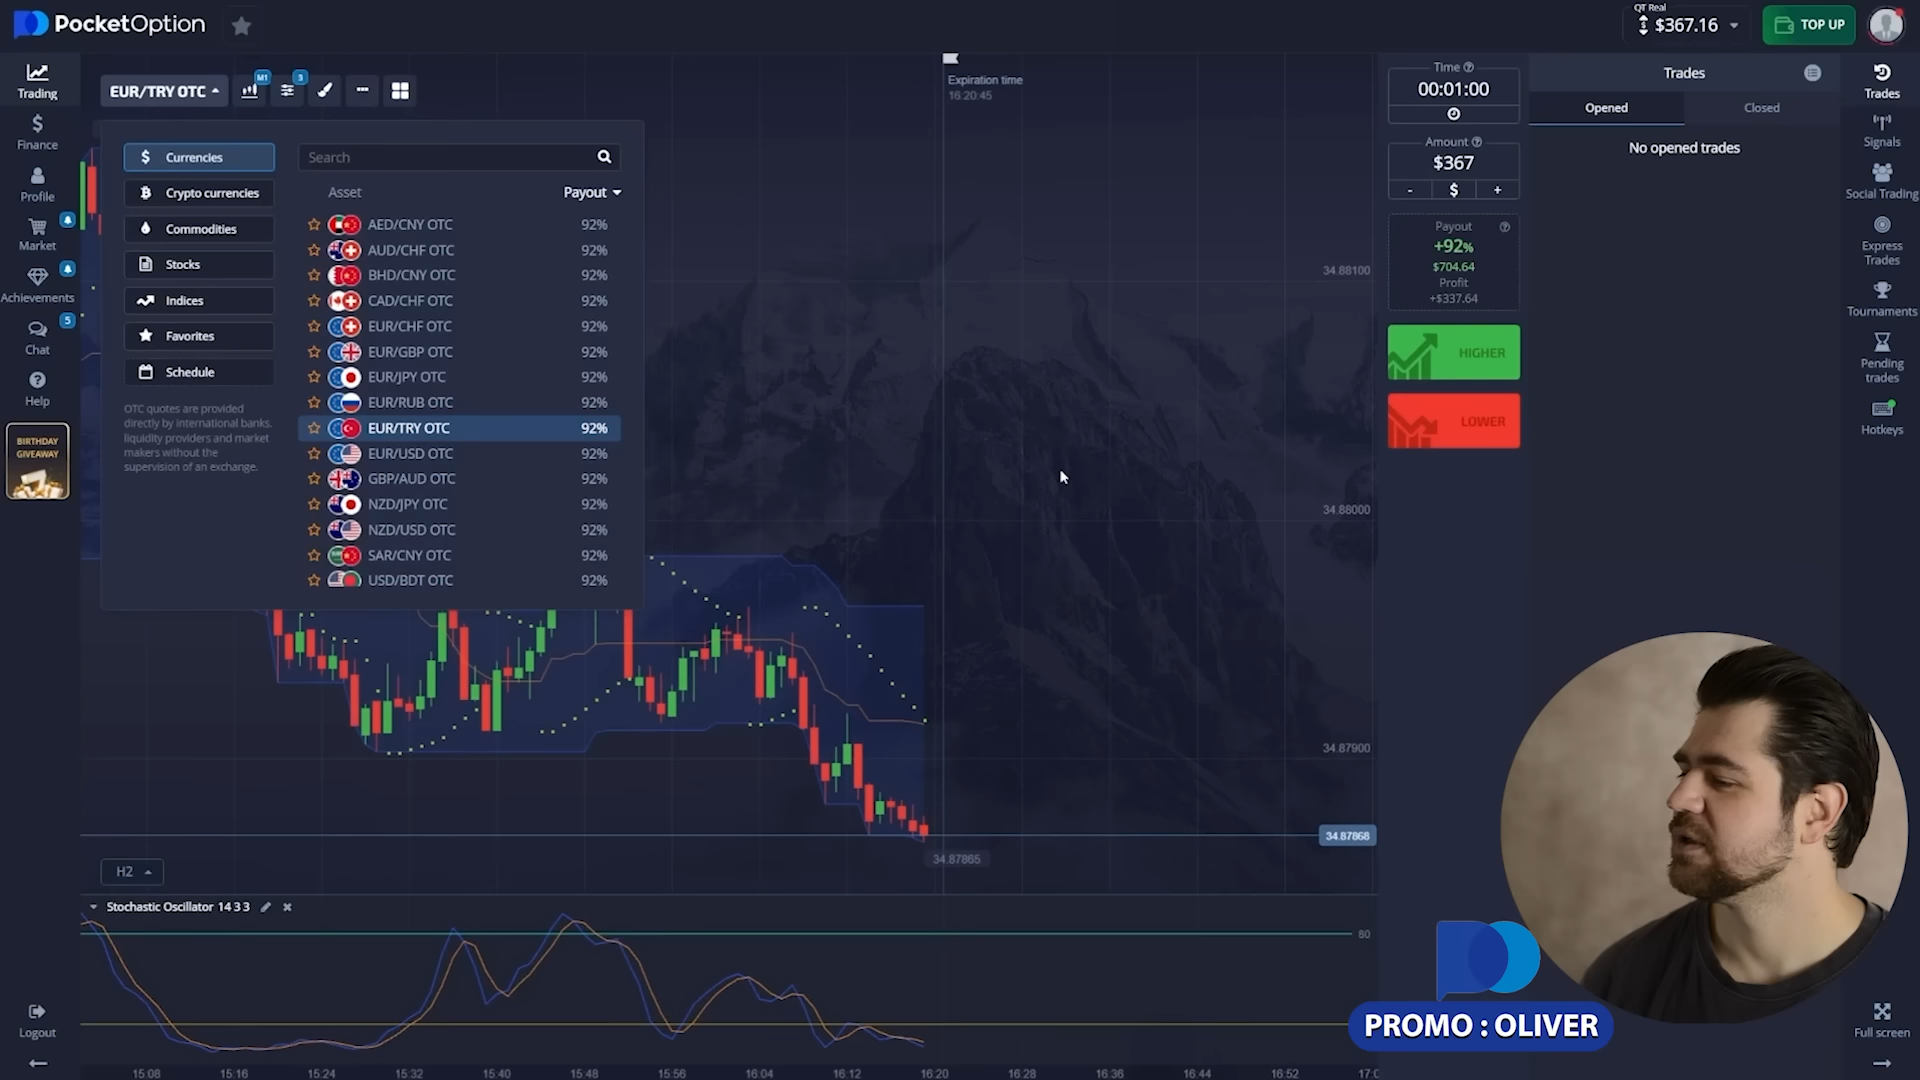 PocketOption
QT Real
$367.16
TOP UP
Trading
Finance
Profile
Market
Achievements
5
Chat
Help
BIRTHDAY
GIVEAWAY
Logout
EUR/TRY OTC
M1
3
Currencies
Crypto currencies
Commodities
Stocks
Indices
Favorites
Schedule
OTC quotes are provided
directly by international banks,
liquidity providers and market
makers without the
supervision of an exchange.
Search
Asset Payout
AED/CNY OTC 92%
AUD/CHF OTC 92%
BHD/CNY OTC 92%
CAD/CHF OTC 92%
EUR/CHF OTC 92%
EUR/GBP OTC 92%
EUR/JPY OTC 92%
EUR/RUB OTC 92%
EUR/TRY OTC 92%
EUR/USD OTC 92%
GBP/AUD OTC 92%
NZD/JPY OTC 92%
NZD/USD OTC 92%
SAR/CNY OTC 92%
USD/BDT OTC 92%
Expiration time
16:20:45
34.88100
34.88000
34.87900
34.87868
34.87865
H2
Stochastic Oscillator 14 3 3
80
15:08 15:16 15:24 15:32 15:40 15:48 15:56 16:04 16:12 16:20 16:28 16:36 16:44 16:52 17:0
Time
00:01:00
Amount
$367
- $ +
Payout
+92%
$704.64
Profit
+$337.64
HIGHER
LOWER
Trades
Opened Closed
No opened trades
Trades
Signals
Social Trading
Express
Trades
Tournaments
Pending
trades
Hotkeys
Full screen
PROMO : OLIVER